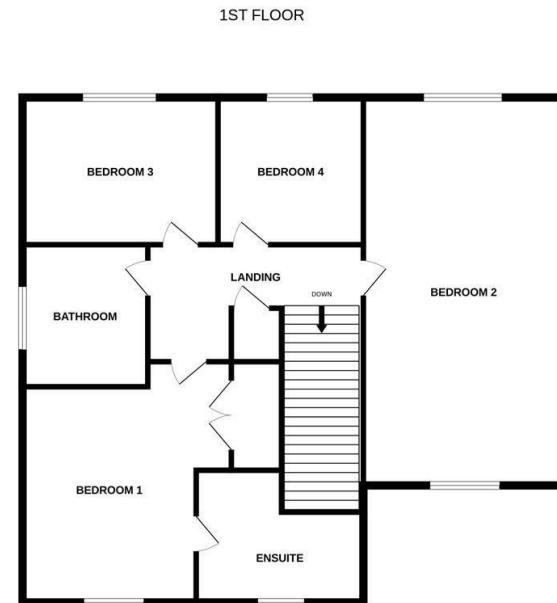 1ST FLOOR
BEDROOM 3
BEDROOM 4
LANDING
DOWN
BEDROOM 2
BATHROOM
BEDROOM 1
ENSUITE